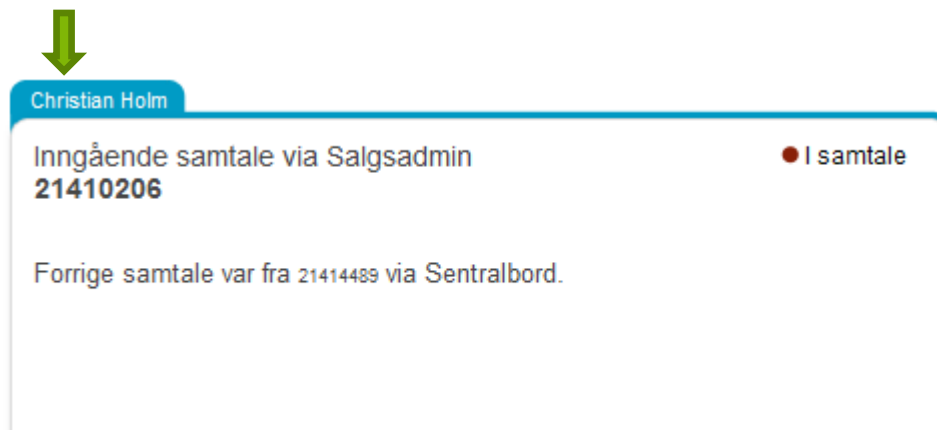 Christian Holm
Inngående samtale via Salgsadmin
I samtale
21410206
Forrige samtale var fra 21414489 via Sentralbord.